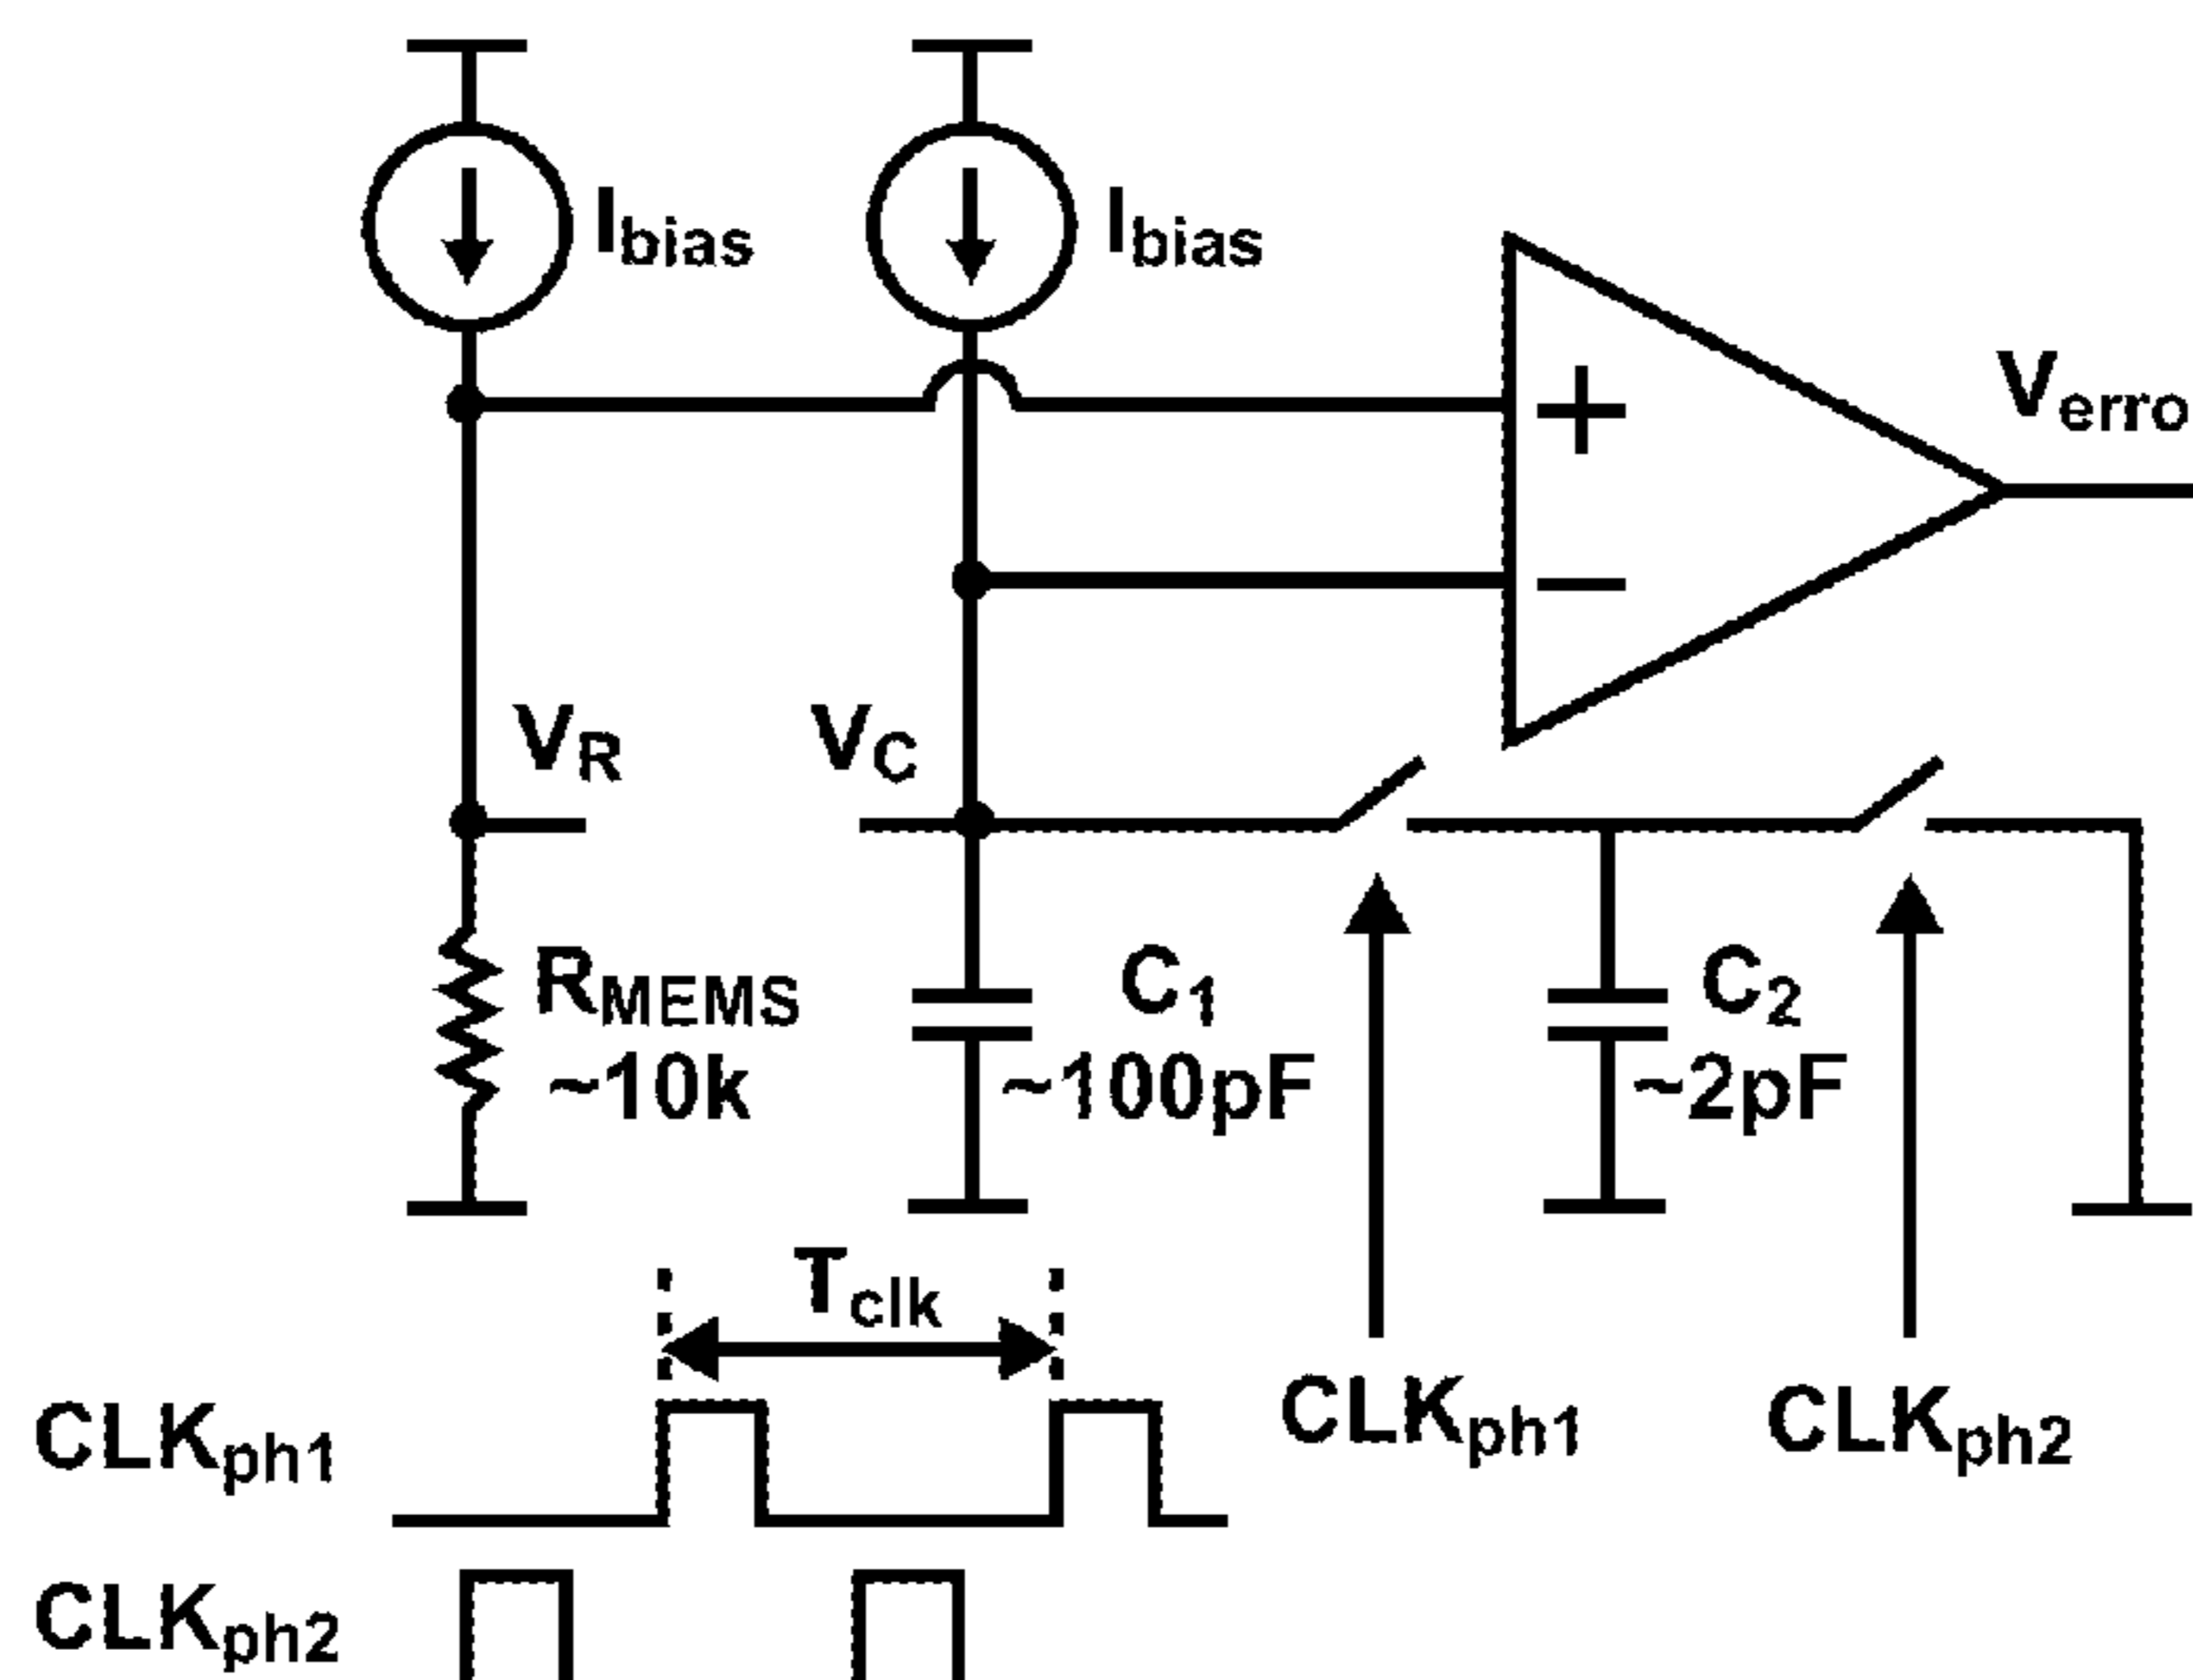 Ibias
Ibias
+
Verro
−
VR
VC
RMEMS
~10k
C1
~100pF
C2
~2pF
Tclk
CLKph1
CLKph2
CLKph1
CLKph2